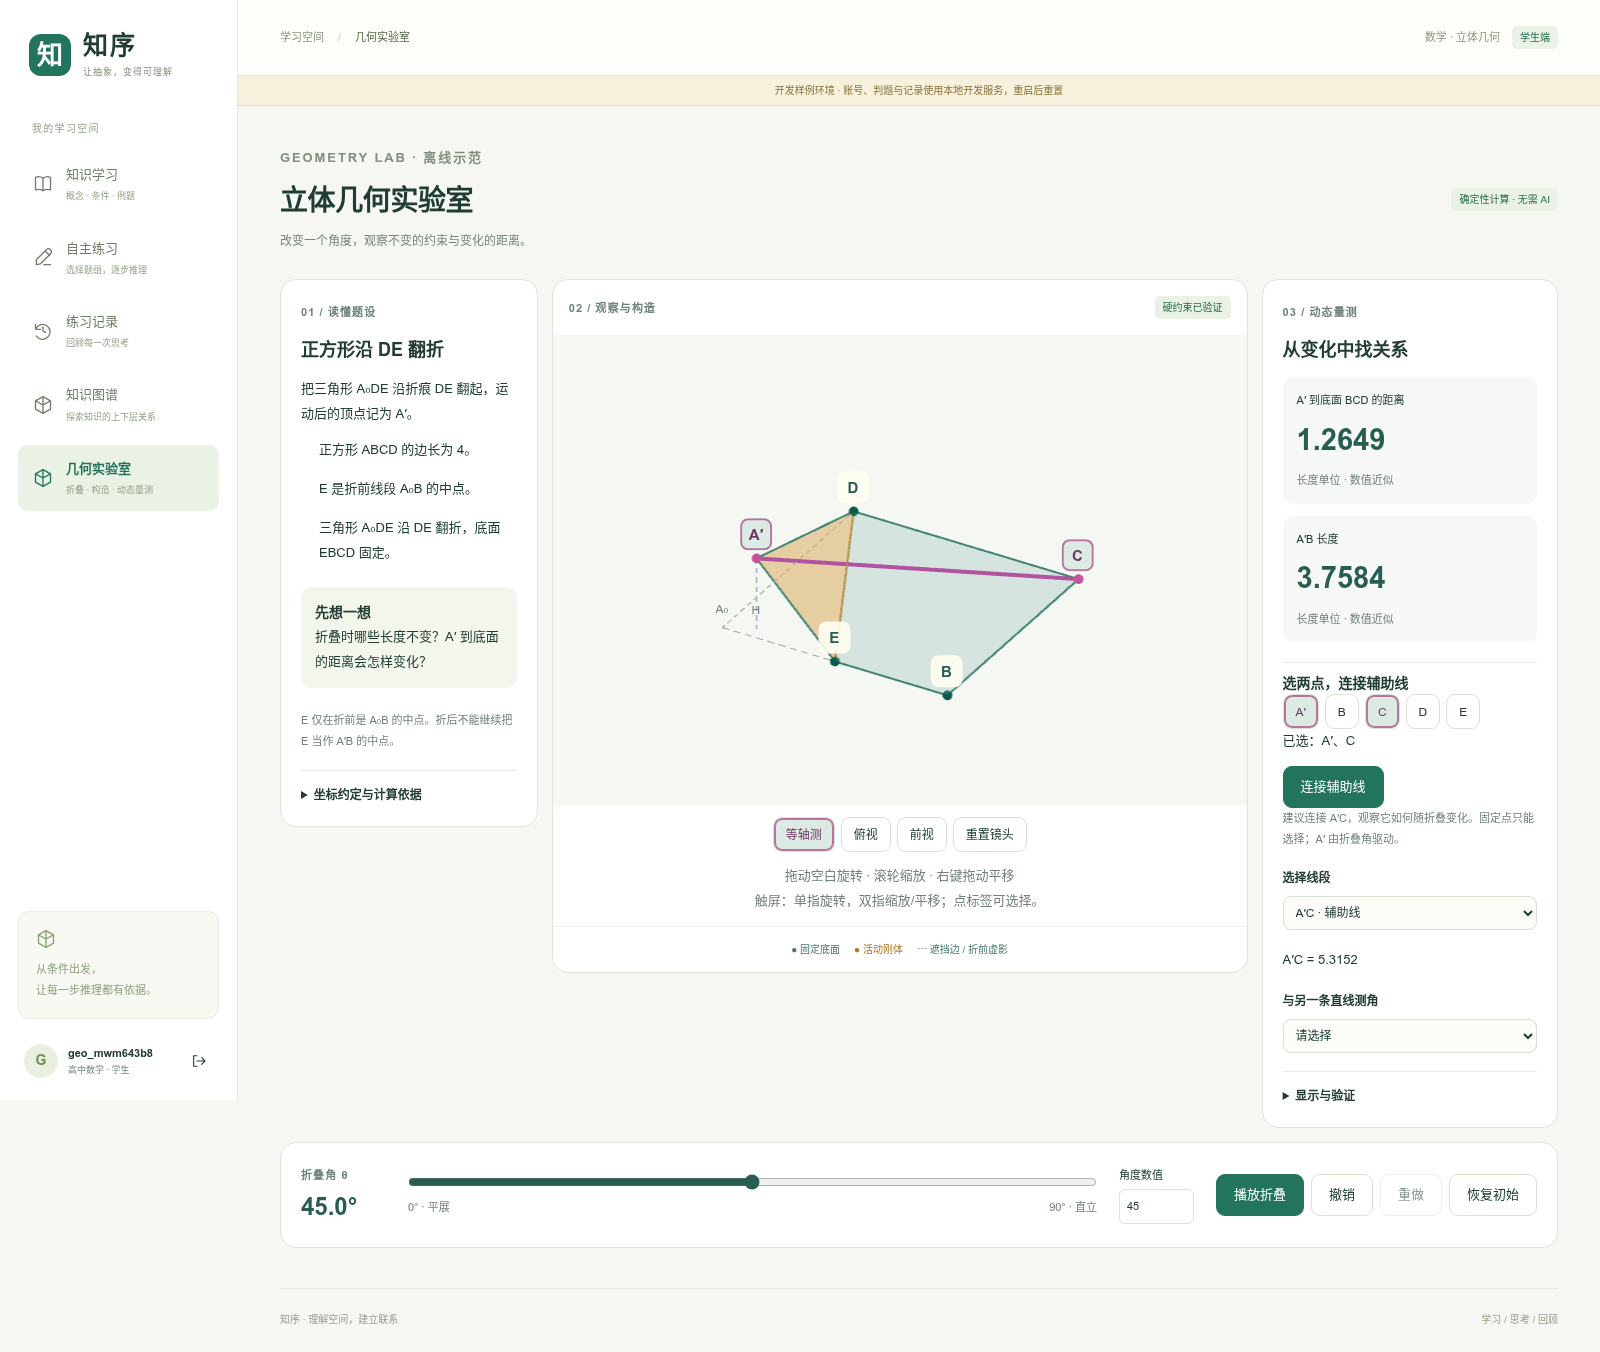 知
知序
让抽象，变得可理解
我的学习空间
知识学习
概念 · 条件 · 例题
自主练习
选择题组，逐步推理
练习记录
回顾每一次思考
知识图谱
探索知识的上下层关系
几何实验室
折叠 · 构造 · 动态量测
从条件出发，
让每一步推理都有依据。
G
geo_mwm643b8
高中数学 · 学生
学习空间 / 几何实验室
数学 · 立体几何
学生端
开发样例环境 · 账号、判题与记录使用本地开发服务，重启后重置
GEOMETRY LAB · 离线示范
立体几何实验室
确定性计算 · 无需 AI
改变一个角度，观察不变的约束与变化的距离。
01 / 读懂题设
正方形沿 DE 翻折
把三角形 A₀DE 沿折痕 DE 翻起，运
动后的顶点记为 A′。
正方形 ABCD 的边长为 4。
E 是折前线段 A₀B 的中点。
三角形 A₀DE 沿 DE 翻折，底面
EBCD 固定。
先想一想
折叠时哪些长度不变？A′ 到底面
的距离会怎样变化？
E 仅在折前是 A₀B 的中点。折后不能继续把
E 当作 A′B 的中点。
▶ 坐标约定与计算依据
02 / 观察与构造
硬约束已验证
D
A′
C
A₀
H
E
B
等轴测
俯视
前视
重置镜头
拖动空白旋转 · 滚轮缩放 · 右键拖动平移
触屏：单指旋转，双指缩放/平移；点标签可选择。
● 固定底面
● 活动刚体
┄ 遮挡边 / 折前虚影
03 / 动态量测
从变化中找关系
A′ 到底面 BCD 的距离
1.2649
长度单位 · 数值近似
A′B 长度
3.7584
长度单位 · 数值近似
选两点，连接辅助线
A′
B
C
D
E
已选：A′、C
连接辅助线
建议连接 A′C，观察它如何随折叠变化。固定点只能
选择；A′ 由折叠角驱动。
选择线段
A′C · 辅助线
A′C = 5.3152
与另一条直线测角
请选择
▶ 显示与验证
折叠角 θ
45.0°
0° · 平展
90° · 直立
角度数值
45
播放折叠
撤销
重做
恢复初始
知序 · 理解空间，建立联系
学习 / 思考 / 回顾